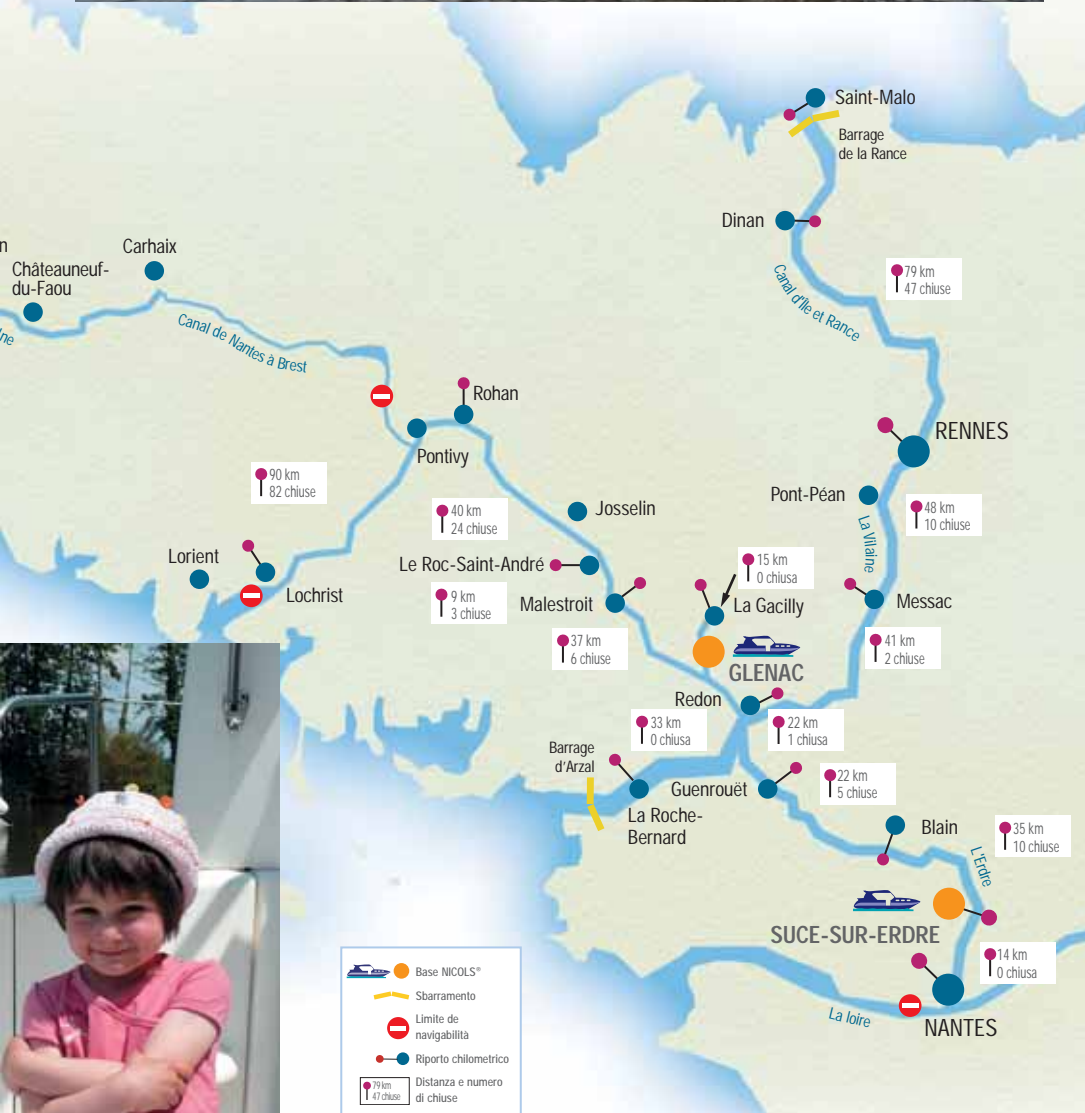 Saint-Malo
Barrage
de la Rance
Dinan
79 km
47 chiuse
Canal d'Ile et Rance
n
Carhaix
Châteauneuf-
du-Faou
lne
Canal de Nantes à Brest
Rohan
Pontivy
RENNES
90 km
82 chiuse
40 km
24 chiuse
Josselin
Pont-Péan
48 km
10 chiuse
La Vilaine
Lorient
Lochrist
Le Roc-Saint-André
15 km
0 chiusa
9 km
3 chiuse
Malestroit
La Gacilly
Messac
37 km
6 chiuse
41 km
2 chiuse
GLENAC
Redon
33 km
0 chiusa
22 km
1 chiusa
Barrage
d'Arzal
Guenrouët
22 km
5 chiuse
La Roche-
Bernard
Blain
35 km
10 chiuse
L'Erdre
SUCE-SUR-ERDRE
14 km
0 chiusa
La loire
NANTES
Base NICOLS®
Sbarramento
Limite de
navigabilità
Riporto chilometrico
79 km
47 chiuse
Distanza e numero
di chiuse